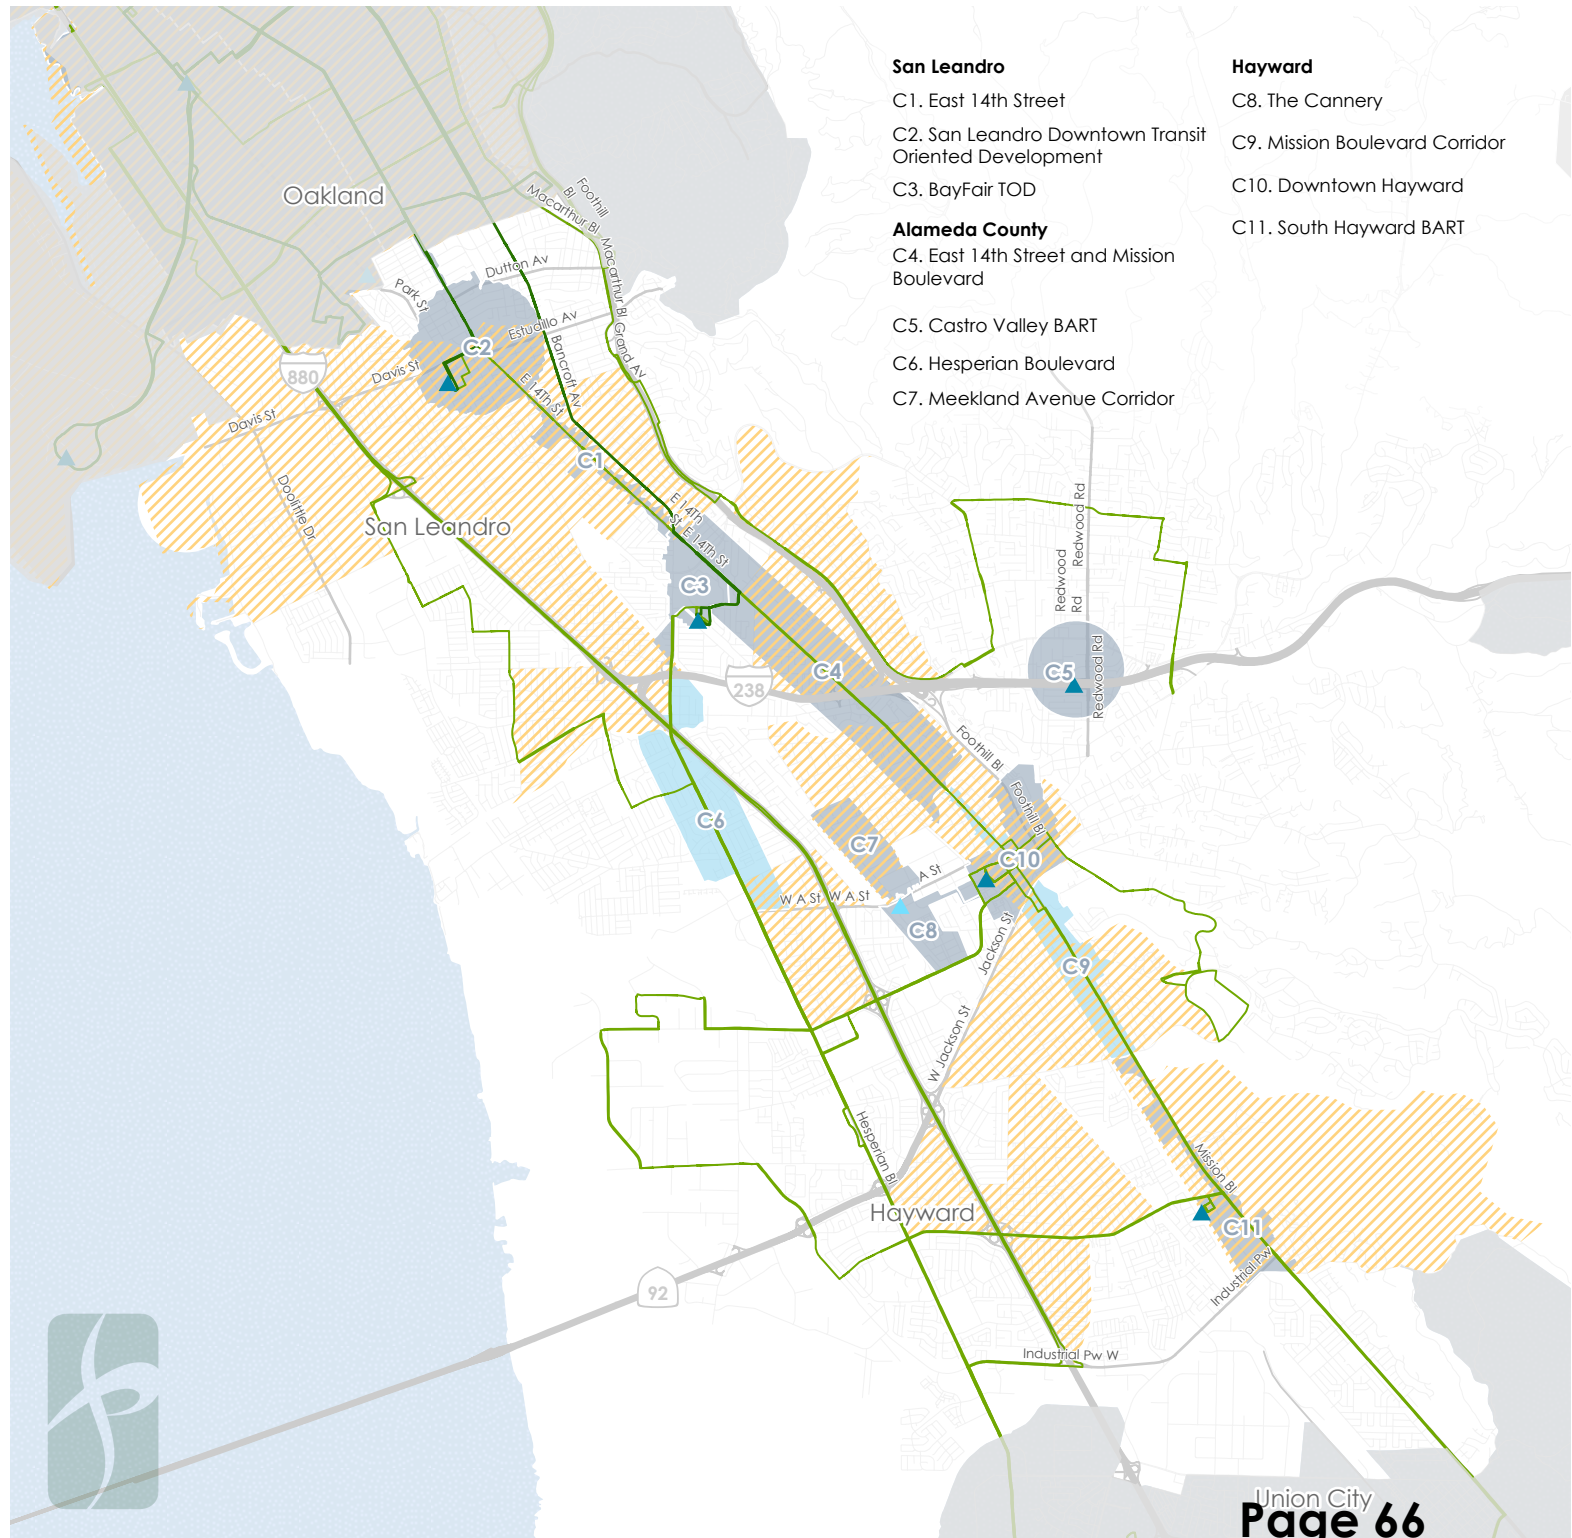 San Leandro
C1. East 14th Street
C2. San Leandro Downtown Transit
Oriented Development
C3. BayFair TOD
Alameda County
C4. East 14th Street and Mission
Boulevard
C5. Castro Valley BART
C6. Hesperian Boulevard
C7. Meekland Avenue Corridor
Hayward
C8. The Cannery
C9. Mission Boulevard Corridor
C10. Downtown Hayward
C11. South Hayward BART
Oakland
Foothill
Bl
Macarthur Bl
Macarthur Bl
Dutton Av
Park St
Estudillo Av
C2
Grand Av
Bancroft Av
880
Davis St
E 14Th St
Davis St
C1
Doolittle Dr
San Leandro
E 14Th
St
E 14Th St
Redwood Rd
Redwood
Rd
C3
Redwood Rd
C4
C5
238
Foothill Bl
Foothill Bl
C6
C7
C10
A St
W A St
W A St
C8
Jackson St
C9
W Jackson St
Hesperian Bl
Mission Bl
Hayward
C11
Industrial Pw
92
Industrial Pw W
Union City
Page 66